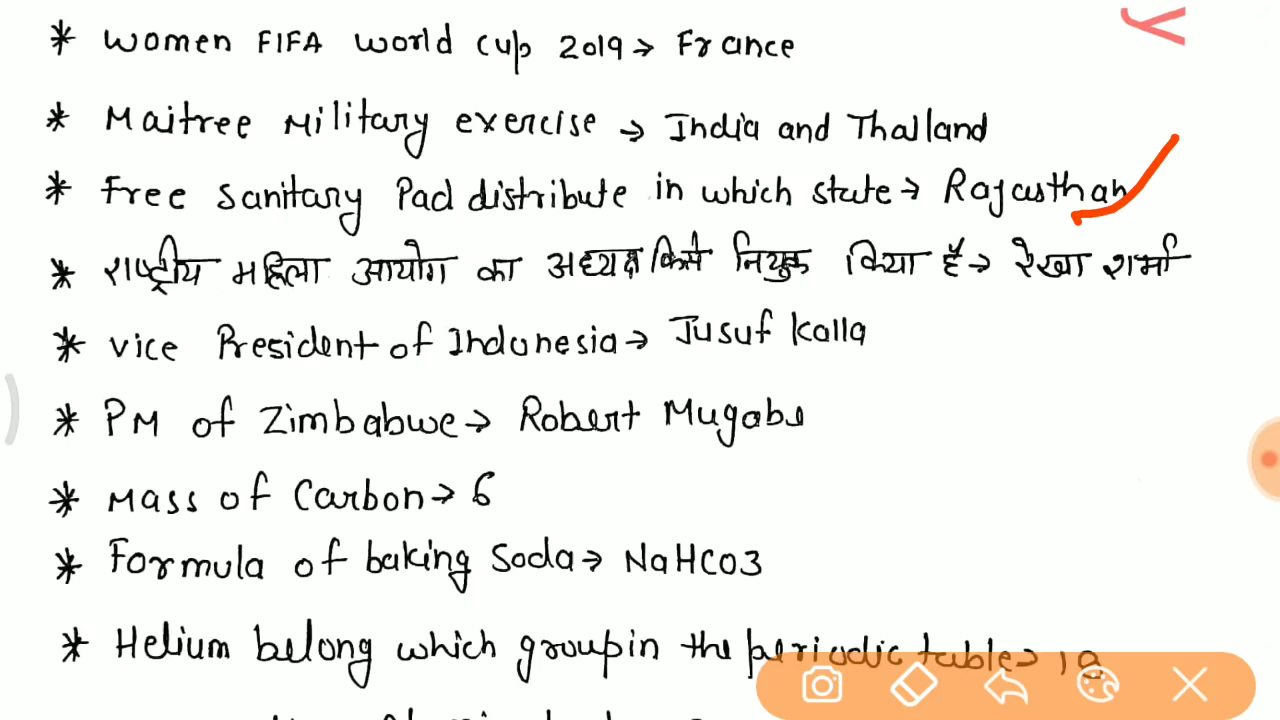 * Women FIFA world cup 2019→ France
* Maitree Military exercise → India and Thailand
* Free Sanitary Pad distribute in which state→ Rajasthan
* राष्ट्रीय महिला आयोग का अध्यक्ष किसे नियुक्त किया है→ रेखा शर्मा
* vice President of Indonesia→ Jusuf Kalla
* PM of Zimbabwe→ Robert Mugabe
* Mass of Carbon→ 6
* Formula of baking Soda→ NaHCO3
* Helium belong which group in the periodic table→